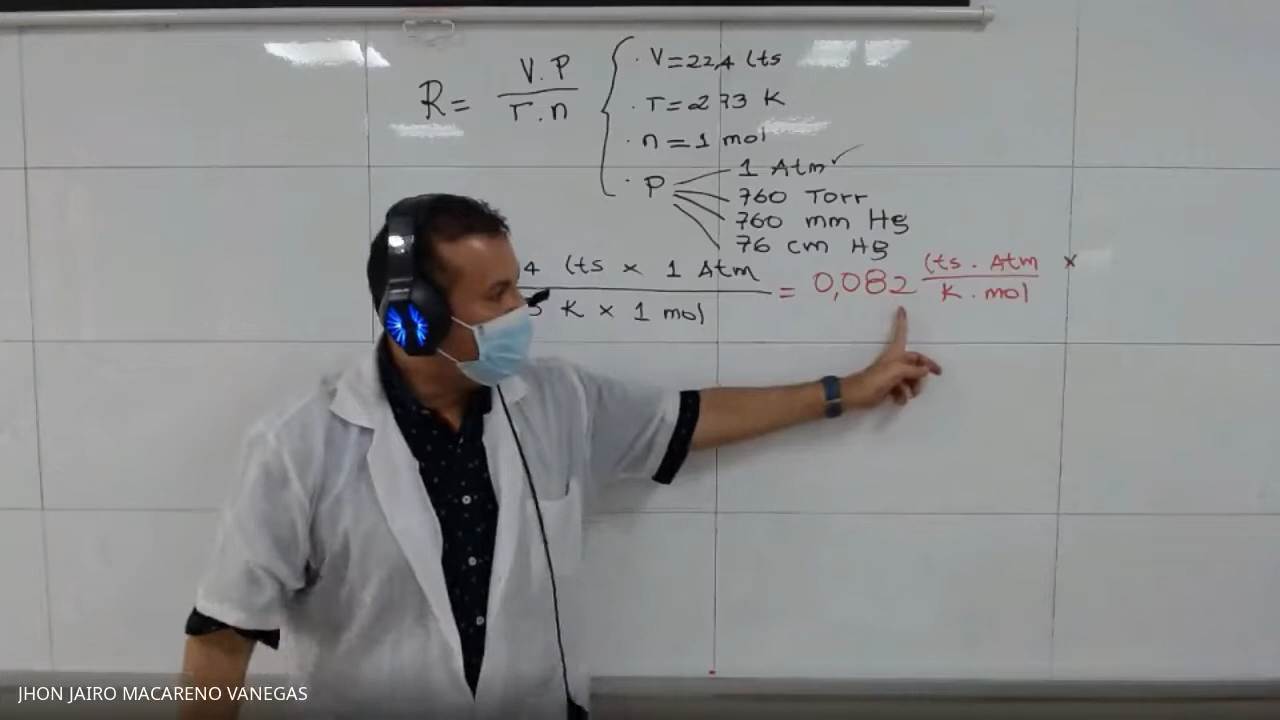 R = V.P / T.n
· V = 22,4 lts
· T = 273 K
· n = 1 mol
· P
1 Atm ✓
760 Torr
760 mm Hg
76 cm Hg
4 lts x 1 Atm
K x 1 mol
= 0,082 lts . Atm / K . mol x
JHON JAIRO MACARENO VANEGAS